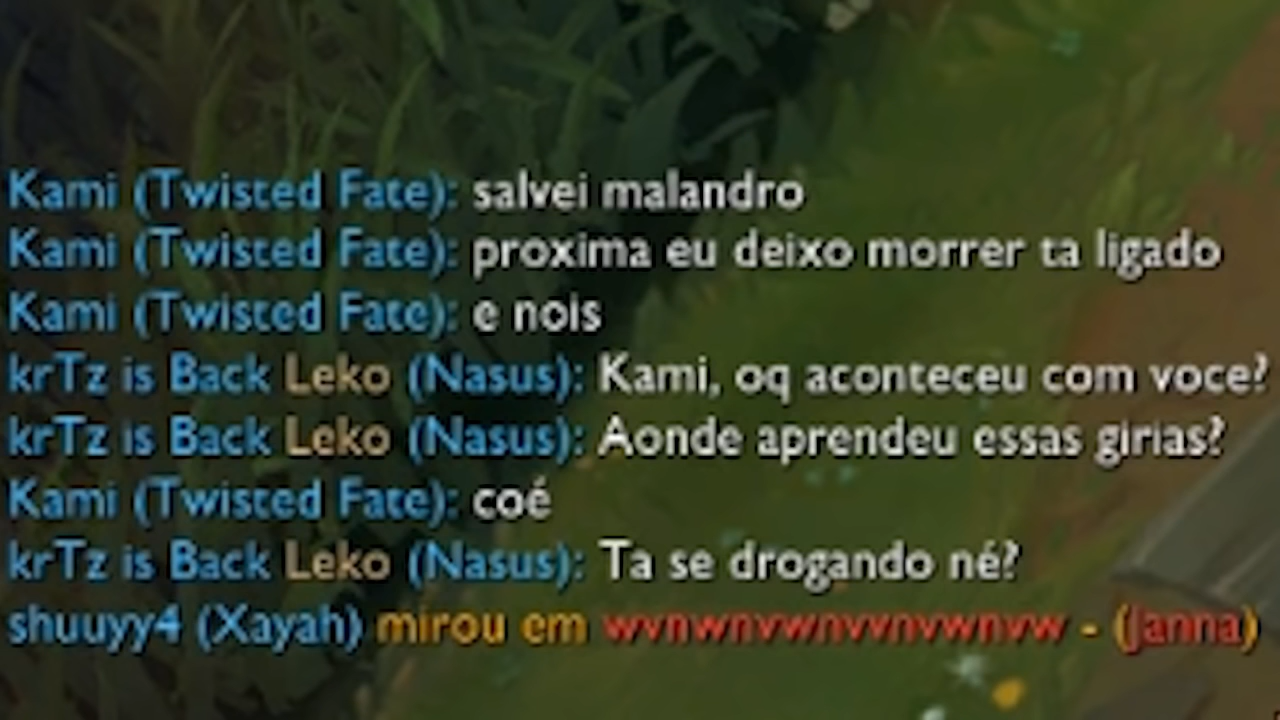 Kami (Twisted Fate): salvei malandro
Kami (Twisted Fate): proxima eu deixo morrer ta ligado
Kami (Twisted Fate): e nois
krTz is Back Leko (Nasus): Kami, oq aconteceu com voce?
krTz is Back Leko (Nasus): Aonde aprendeu essas girias?
Kami (Twisted Fate): coé
krTz is Back Leko (Nasus): Ta se drogando né?
shuuyy4 (Xayah) mirou em - (Janna)